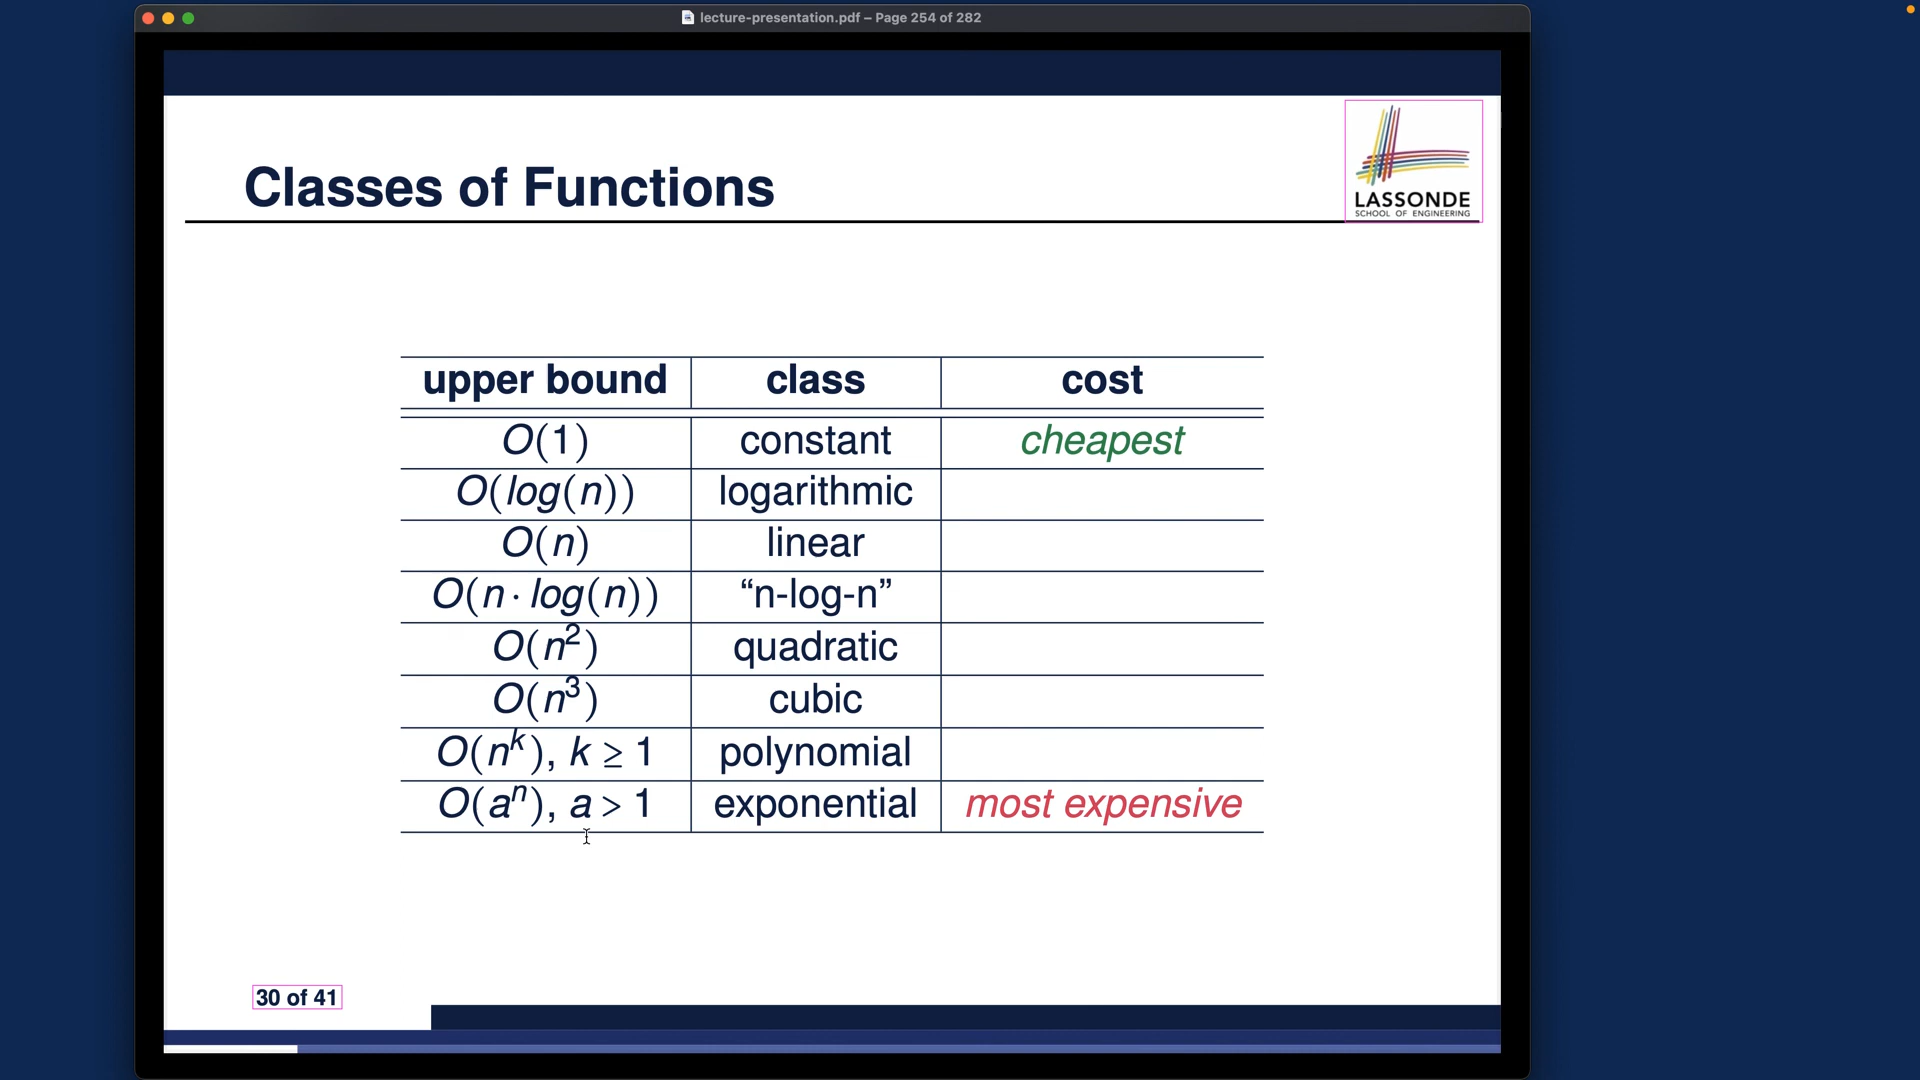 lecture-presentation.pdf – Page 254 of 282
LASSONDE
SCHOOL OF ENGINEERING
Classes of Functions
upper bound class cost
O(1) constant cheapest
O(log(n)) logarithmic
O(n) linear
O(n · log(n)) “n-log-n”
O(n²) quadratic
O(n³) cubic
O(nᵏ), k ≥ 1 polynomial
O(aⁿ), a > 1 exponential most expensive
30 of 41